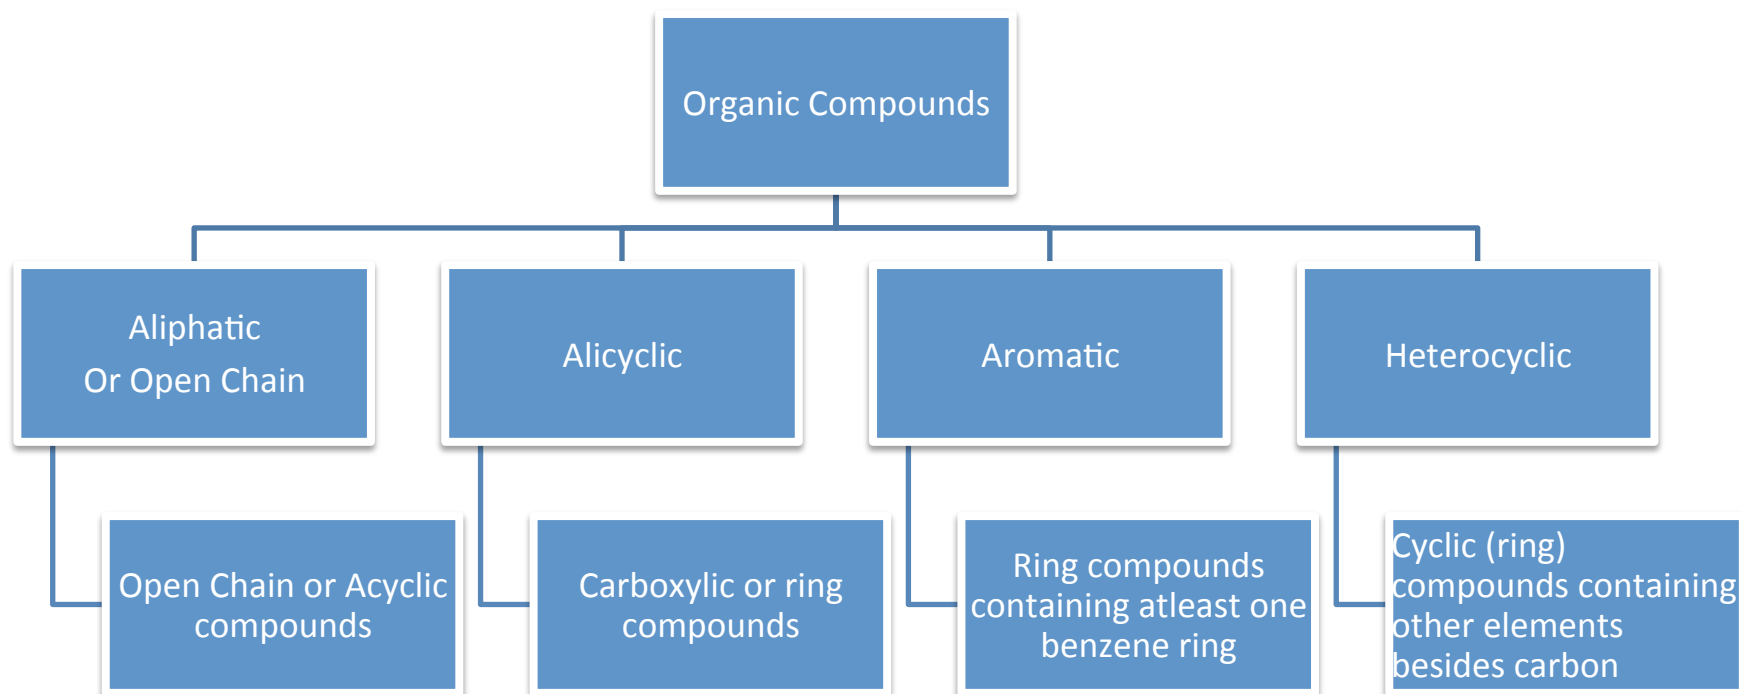 Organic Compounds
Aliphatic
Or Open Chain
Alicyclic
Aromatic
Heterocyclic
Open Chain or Acyclic
compounds
Carboxylic or ring
compounds
Ring compounds
containing atleast one
benzene ring
Cyclic (ring)
compounds containing
other elements
besides carbon